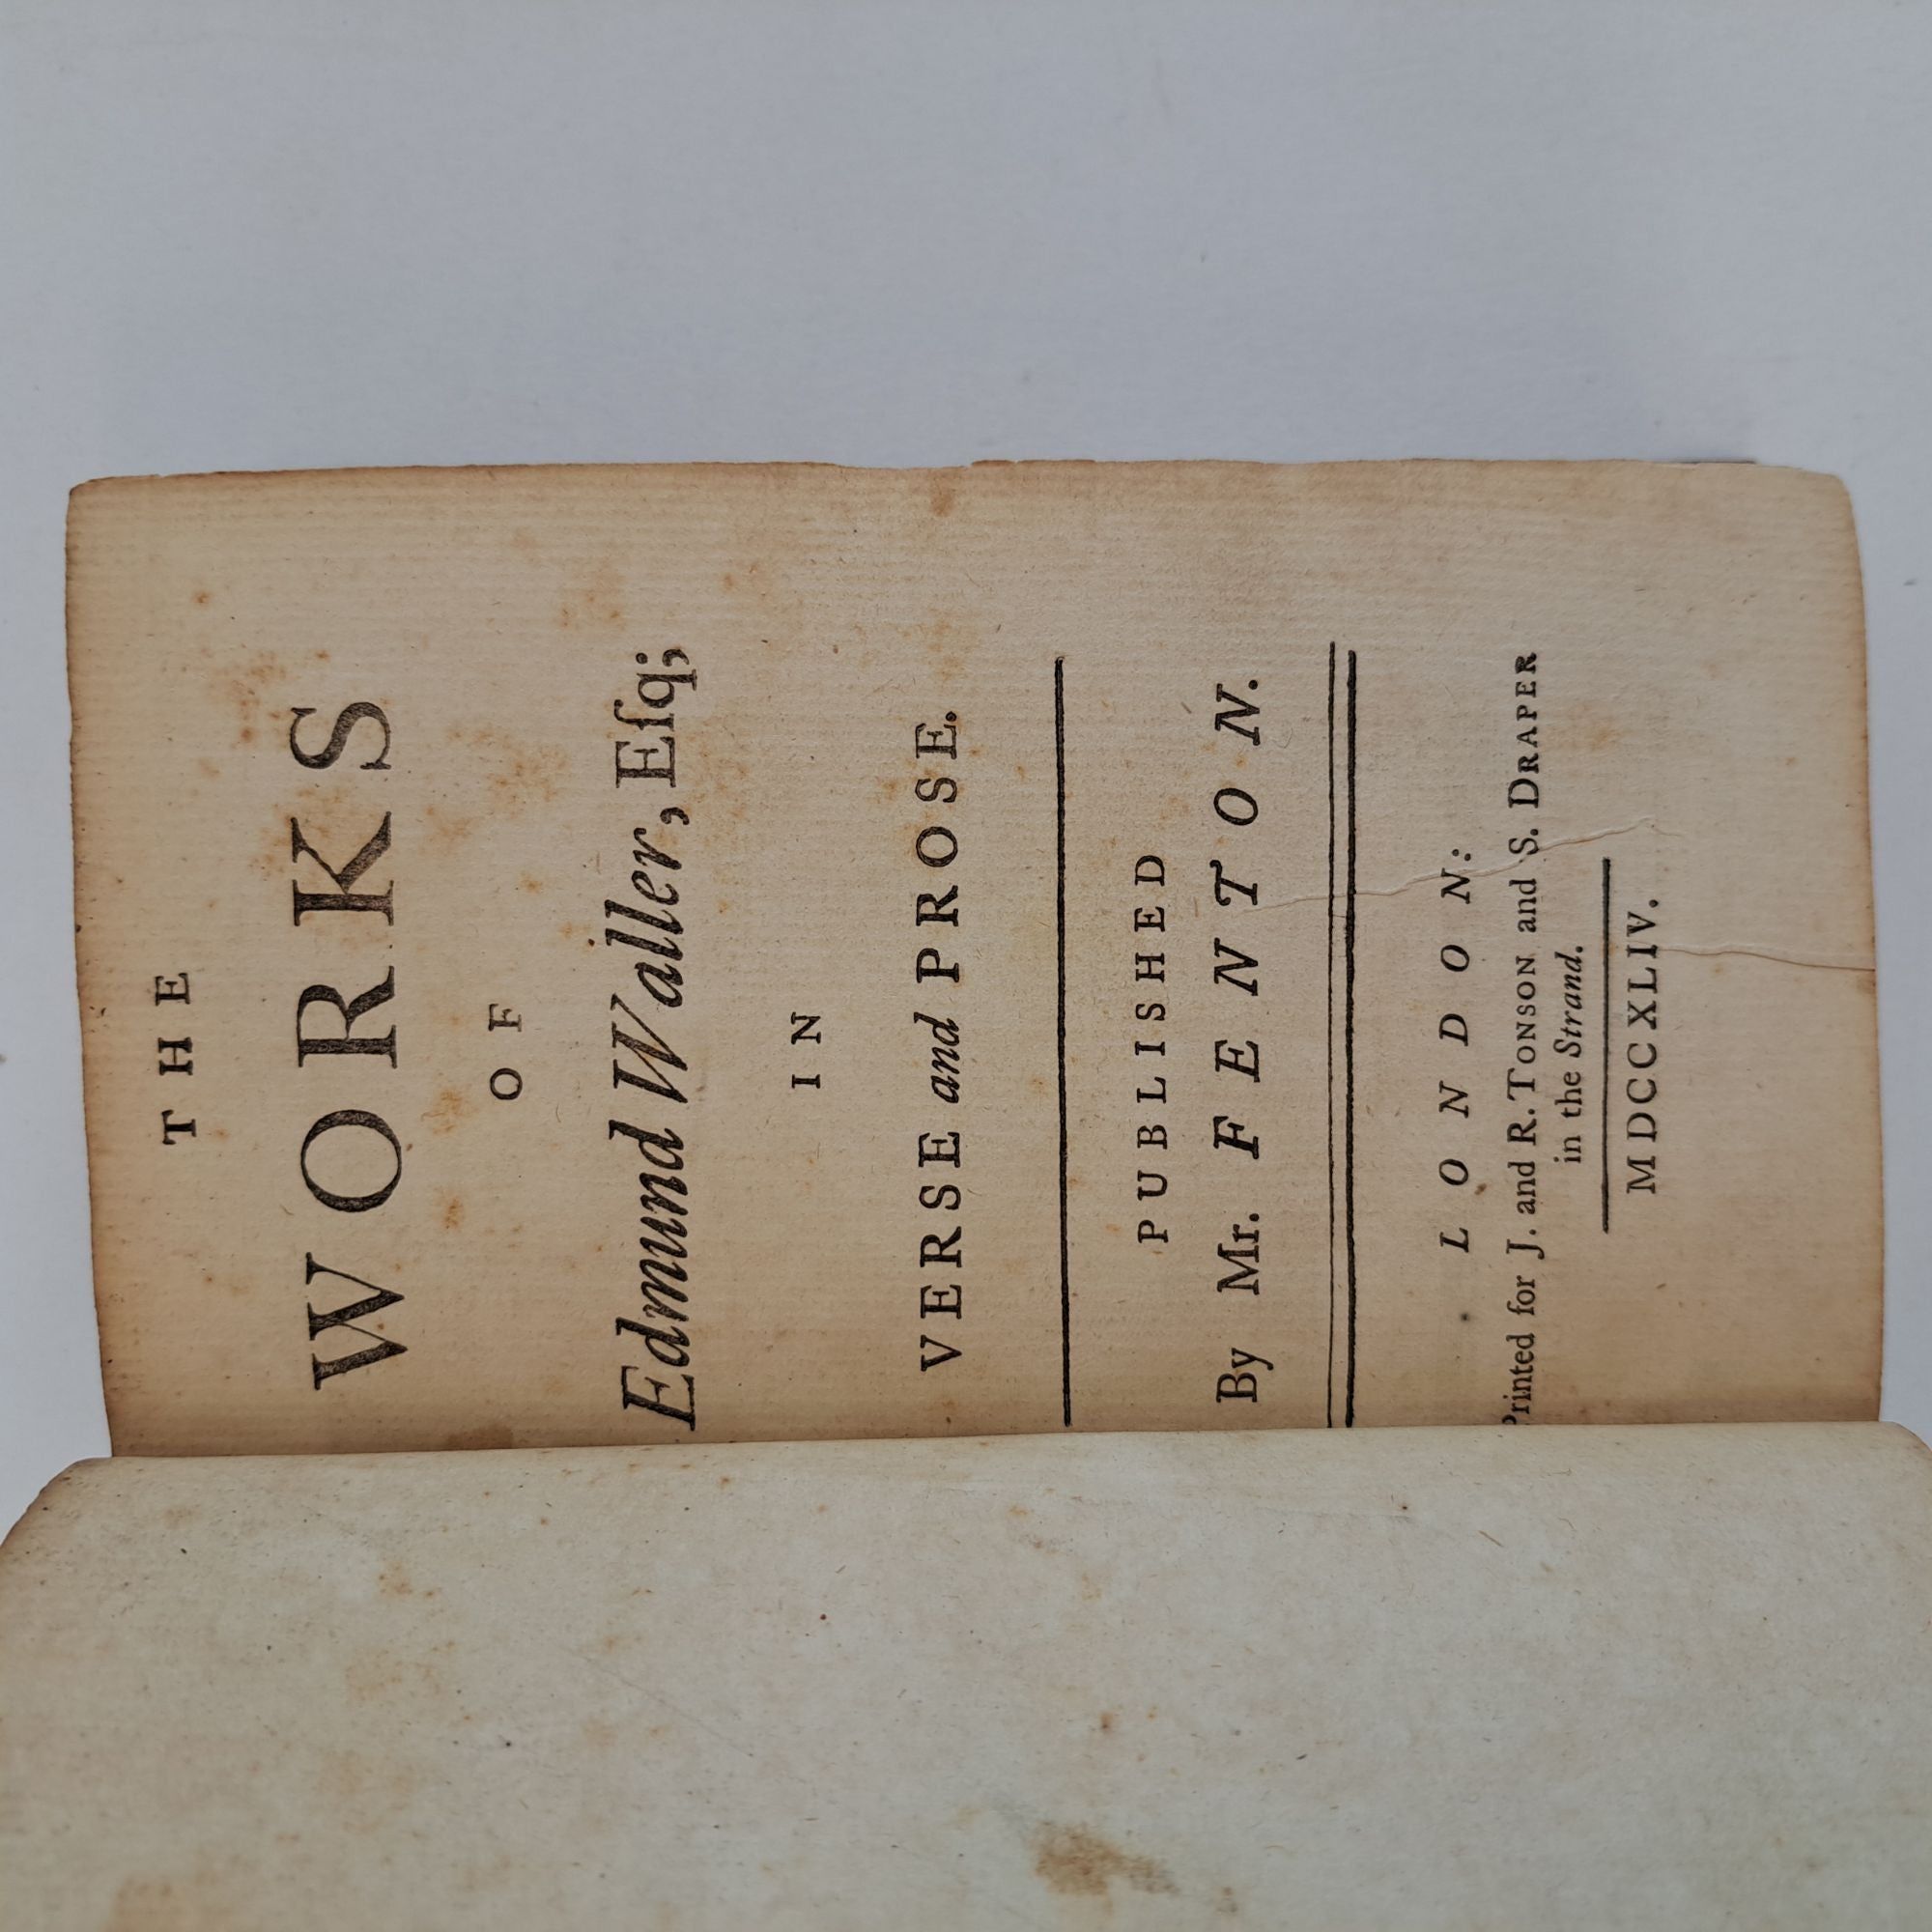 THE
WORKS
OF
Edmund Waller, Eſq;
IN
VERSE and PROSE.
PUBLISHED
By Mr. FENTON.
LONDON:
Printed for J. and R. TONSON and S. DRAPER
in the Strand.
MDCCXLIV.